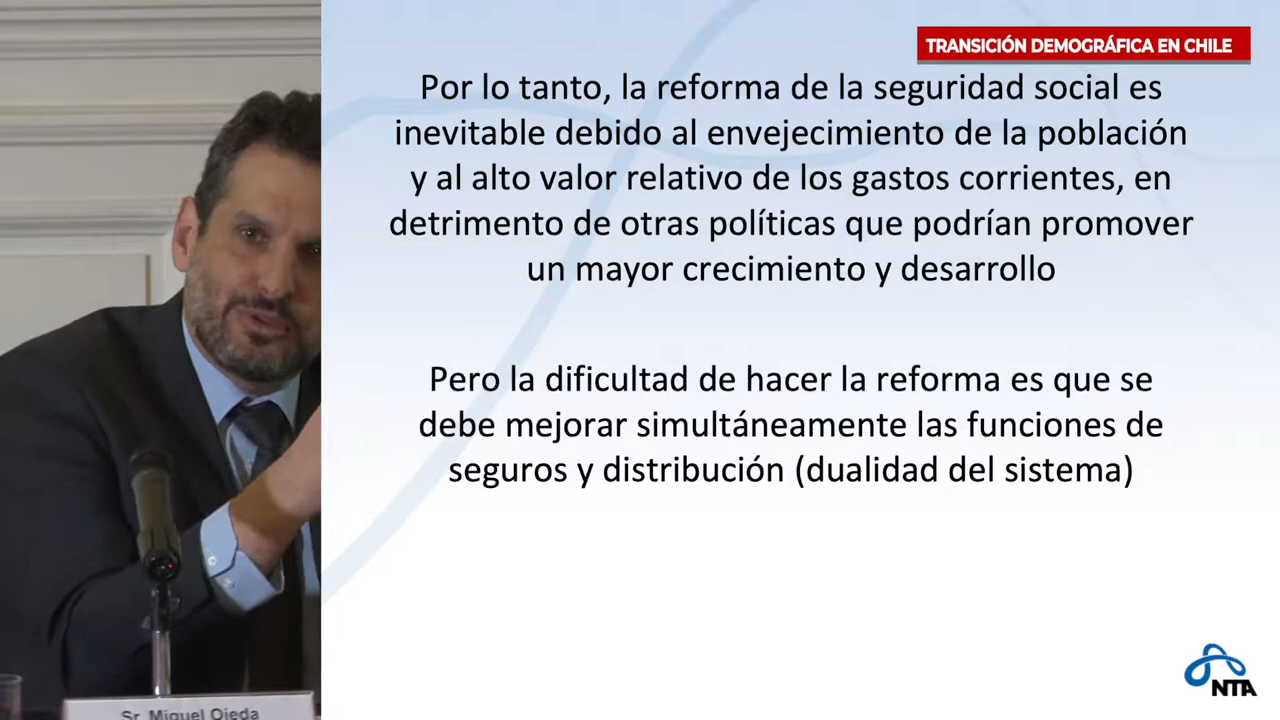 TRANSICIÓN DEMOGRÁFICA EN CHILE
Por lo tanto, la reforma de la seguridad social es
inevitable debido al envejecimiento de la población
y al alto valor relativo de los gastos corrientes, en
detrimento de otras políticas que podrían promover
un mayor crecimiento y desarrollo
Pero la dificultad de hacer la reforma es que se
debe mejorar simultáneamente las funciones de
seguros y distribución (dualidad del sistema)
NTA
Sr. Miguel Ojeda